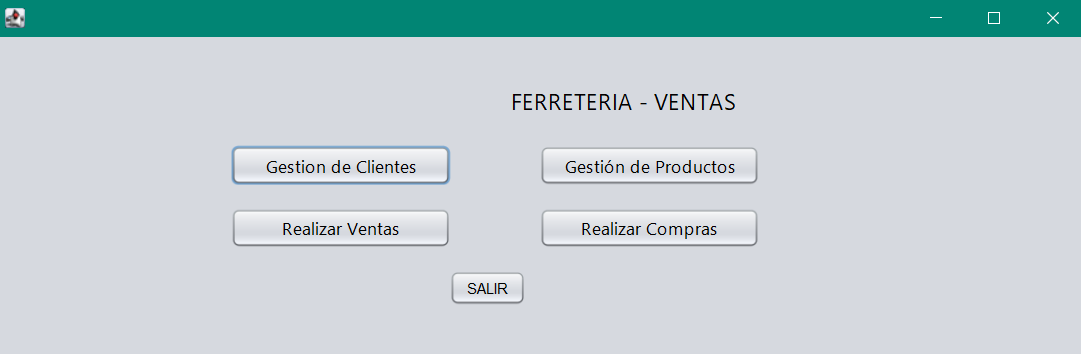 FERRETERIA - VENTAS
Gestion de Clientes
Gestión de Productos
Realizar Ventas
Realizar Compras
SALIR